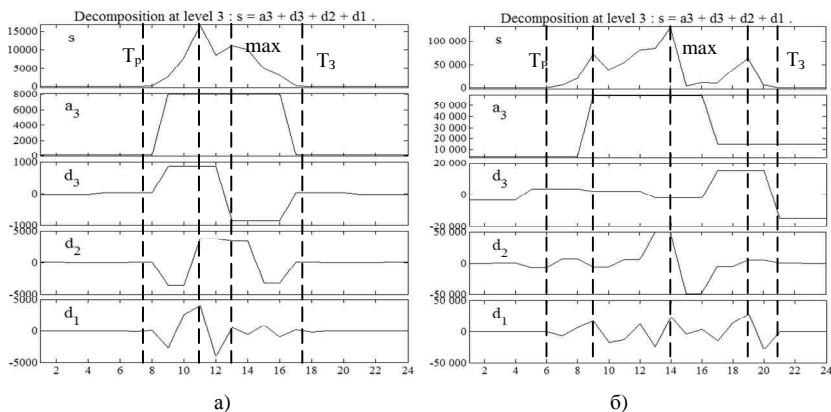 Decomposition at level 3 : s = a3 + d3 + d2 + d1 .
15000
10000
5000
0
s
Tp
max
T3
8000
6000
4000
2000
0
a3
1000
0
-1000
d3
5000
0
-5000
d2
5000
0
-5000
d1
2 4 6 8 10 12 14 16 18 20 22 24
а)
Decomposition at level 3 : s = a3 + d3 + d2 + d1 .
100 000
50 000
0
s
Tp
max
T3
50 000
40 000
30 000
20 000
10 000
a3
20 000
0
-20 000
d3
50 000
0
-50 000
d2
50 000
0
-50 000
d1
2 4 6 8 10 12 14 16 18 20 22 24
б)